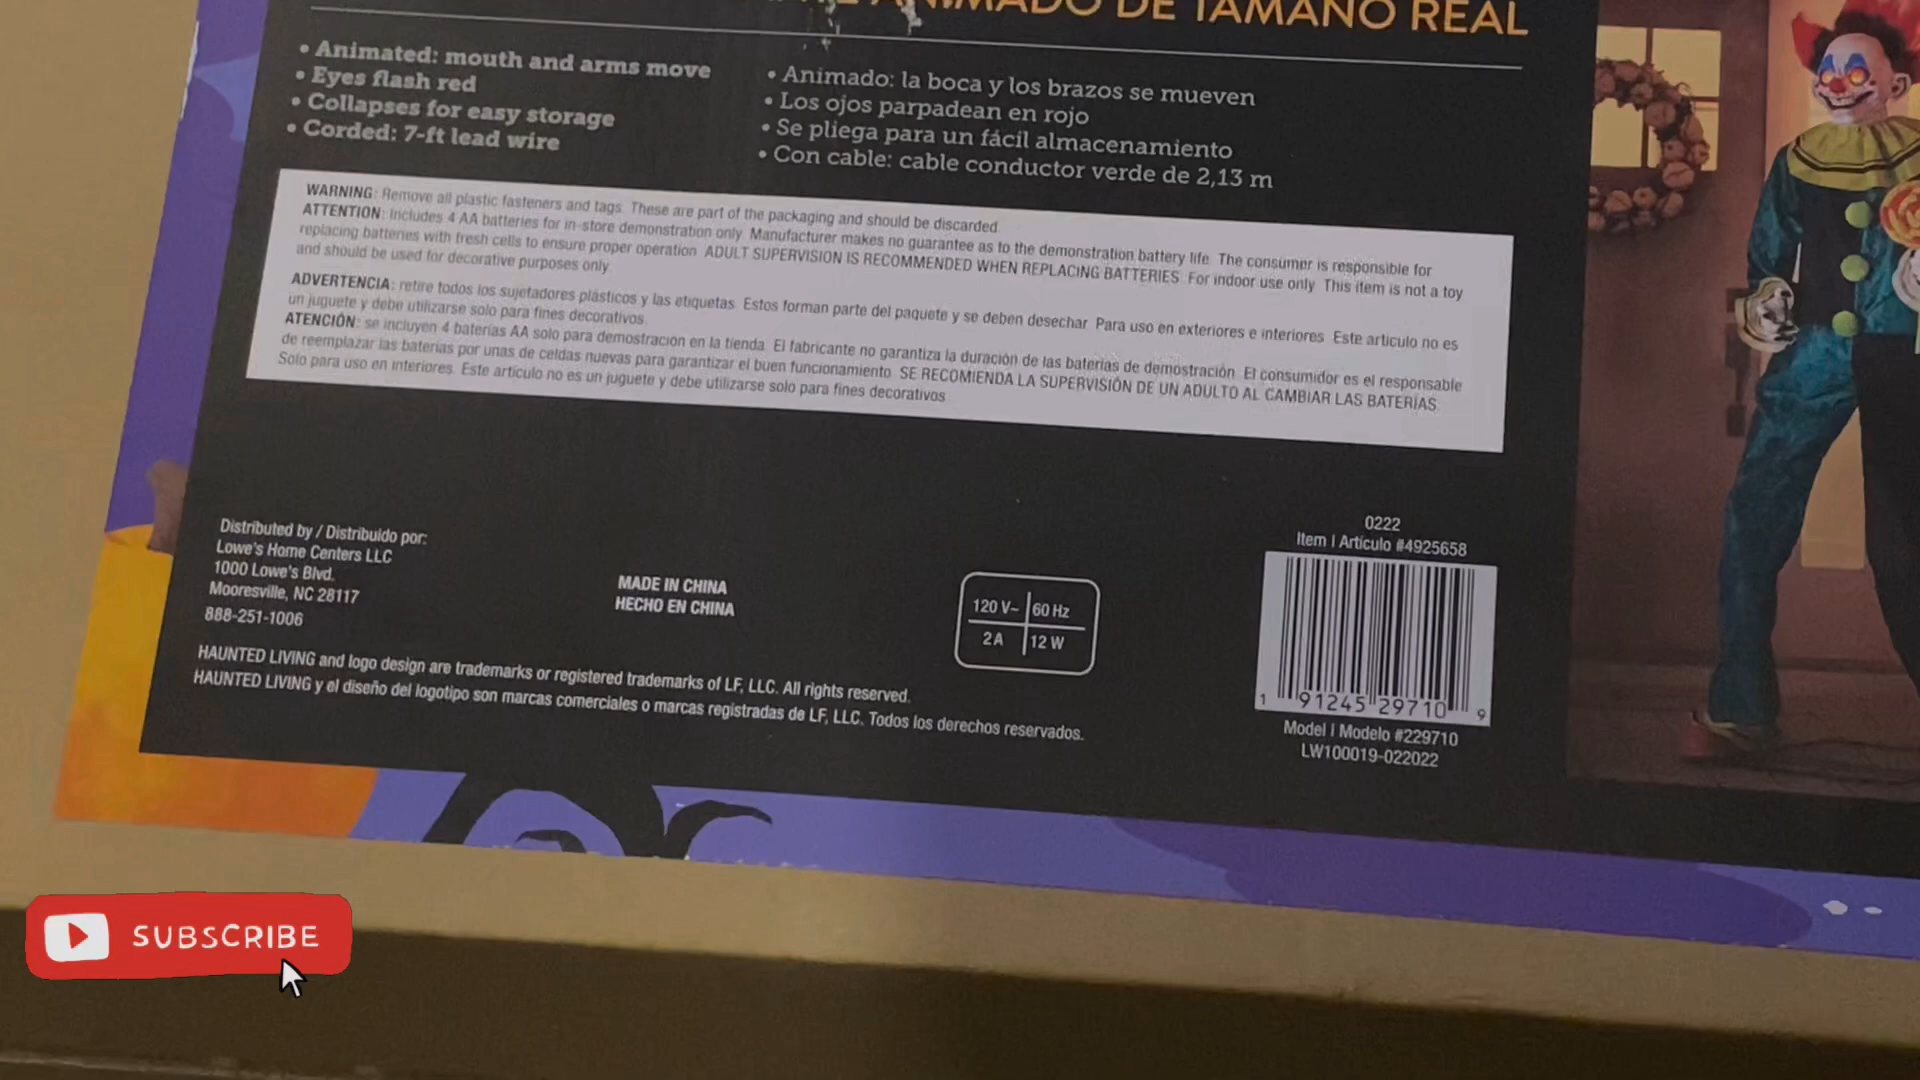 ANIMADO DE TAMAÑO REAL
• Animated: mouth and arms move
• Eyes flash red
• Collapses for easy storage
• Corded: 7-ft lead wire
• Animado: la boca y los brazos se mueven
• Los ojos parpadean en rojo
• Se pliega para un fácil almacenamiento
• Con cable: cable conductor verde de 2,13 m
WARNING: Remove all plastic fasteners and tags. These are part of the packaging and should be discarded.
ATTENTION: Includes 4 AA batteries for in-store demonstration only. Manufacturer makes no guarantee as to the demonstration battery life. The consumer is responsible for
replacing batteries with fresh cells to ensure proper operation. ADULT SUPERVISION IS RECOMMENDED WHEN REPLACING BATTERIES. For indoor use only. This item is not a toy
and should be used for decorative purposes only.
ADVERTENCIA: retire todos los sujetadores plásticos y las etiquetas. Estos forman parte del paquete y se deben desechar. Para uso en exteriores e interiores. Este artículo no es
un juguete y debe utilizarse solo para fines decorativos.
ATENCIÓN: se incluyen 4 baterías AA solo para demostración en la tienda. El fabricante no garantiza la duración de las baterías de demostración. El consumidor es el responsable
de reemplazar las baterías por unas de celdas nuevas para garantizar el buen funcionamiento. SE RECOMIENDA LA SUPERVISIÓN DE UN ADULTO AL CAMBIAR LAS BATERÍAS.
Solo para uso en interiores. Este artículo no es un juguete y debe utilizarse solo para fines decorativos.
Distributed by / Distribuido por:
Lowe's Home Centers LLC
1000 Lowe's Blvd.
Mooresville, NC 28117
888-251-1006
MADE IN CHINA
HECHO EN CHINA
120 V~ 60 Hz
2 A 12 W
0222
Item | Artículo #4925658
1 91245 29710 9
Model | Modelo #229710
LW100019-022022
HAUNTED LIVING and logo design are trademarks or registered trademarks of LF, LLC. All rights reserved.
HAUNTED LIVING y el diseño del logotipo son marcas comerciales o marcas registradas de LF, LLC. Todos los derechos reservados.
SUBSCRIBE